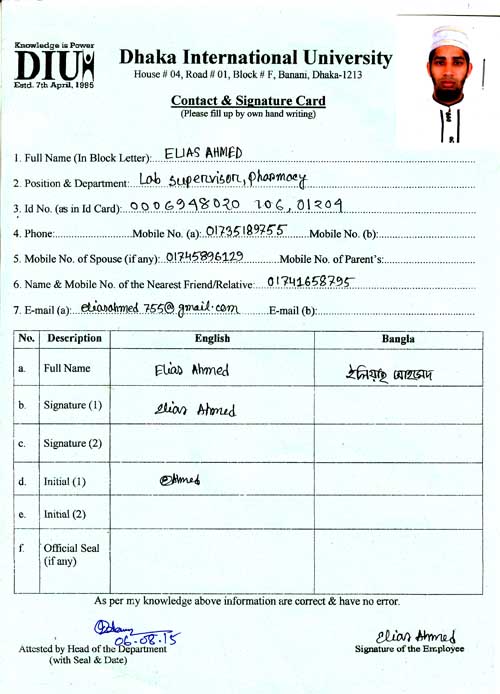 Knowledge is Power
DIU
Estd. 7th April, 1995
Dhaka International University
House # 04, Road # 01, Block # F, Banani, Dhaka-1213
Contact & Signature Card
(Please fill up by own hand writing)
1. Full Name (In Block Letter): ELIAS AHMED
2. Position & Department: Lab supervisor, pharmacy
3. Id No. (as in Id Card): 0006948020 106, 01204
4. Phone: Mobile No. (a): 01735189755 Mobile No. (b):
5. Mobile No. of Spouse (if any): 01745896129 Mobile No. of Parent's:
6. Name & Mobile No. of the Nearest Friend/Relative: 01741658795
7. E-mail (a): eliasahmed 755@gmail.com E-mail (b):
No. Description English Bangla
a. Full Name Elias Ahmed ইলিয়াছ আহমেদ
b. Signature (1) elias Ahmed
c. Signature (2)
d. Initial (1) eAhmed
e. Initial (2)
f. Official Seal
(if any)
As per my knowledge above information are correct & have no error.
06-08.15
Attested by Head of the Department
(with Seal & Date)
elias Ahmed
Signature of the Employee